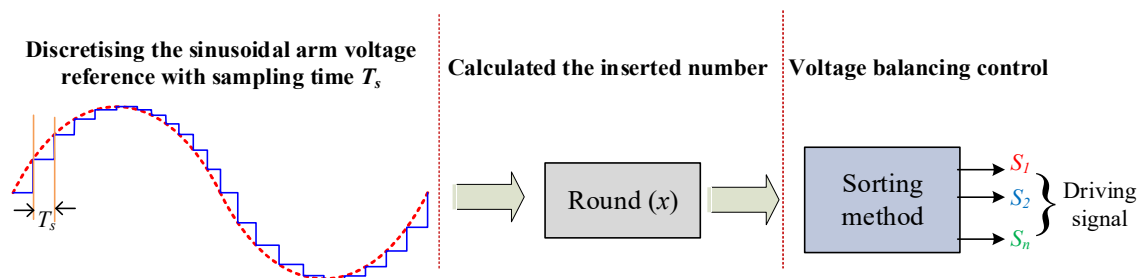 Discretising the sinusoidal arm voltage
reference with sampling time Ts
Calculated the inserted number
Voltage balancing control
Ts
Round (x)
Sorting
method
S1
S2
Sn
Driving
signal